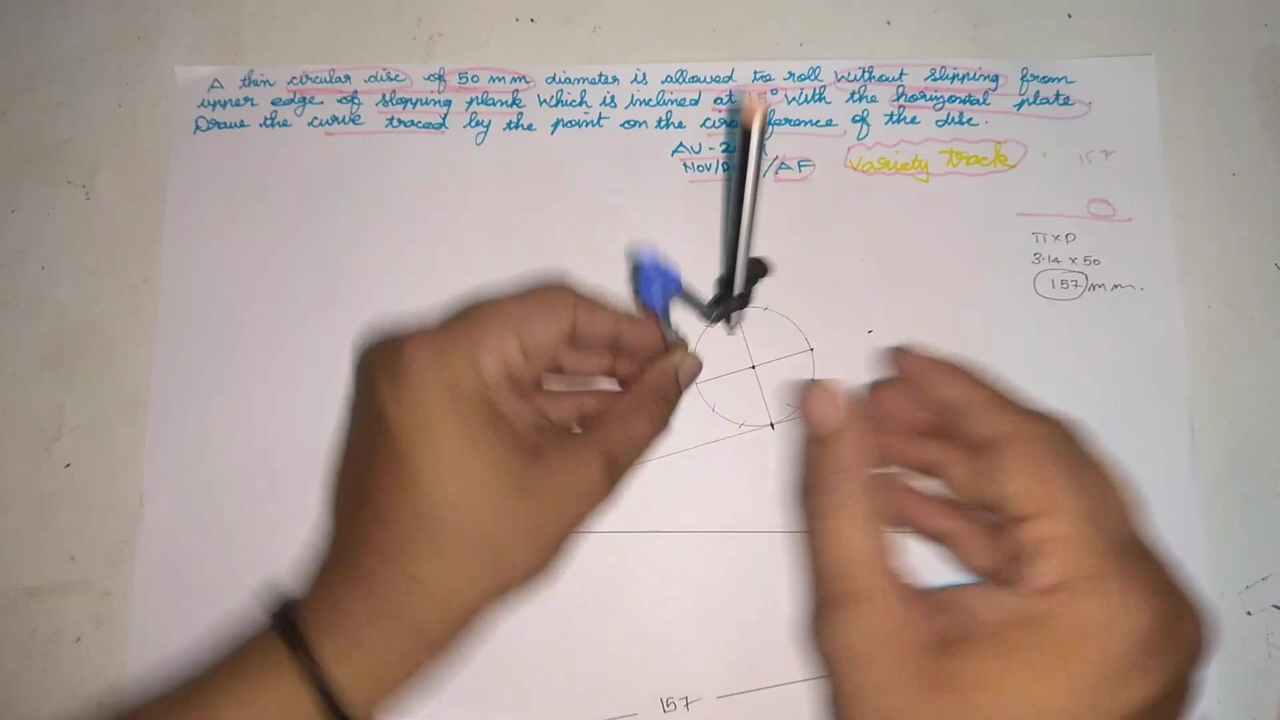 A thin circular disc of 50 mm diameter is allowed to roll without slipping from
upper edge of slopping plank which is inclined at 15° with the horizontal plate
Draw the curve traced by the point on the circumference of the disc.
AU-2
Nov/D /AF
Variety track
157
π×D
3.14 × 50
157 mm.
157